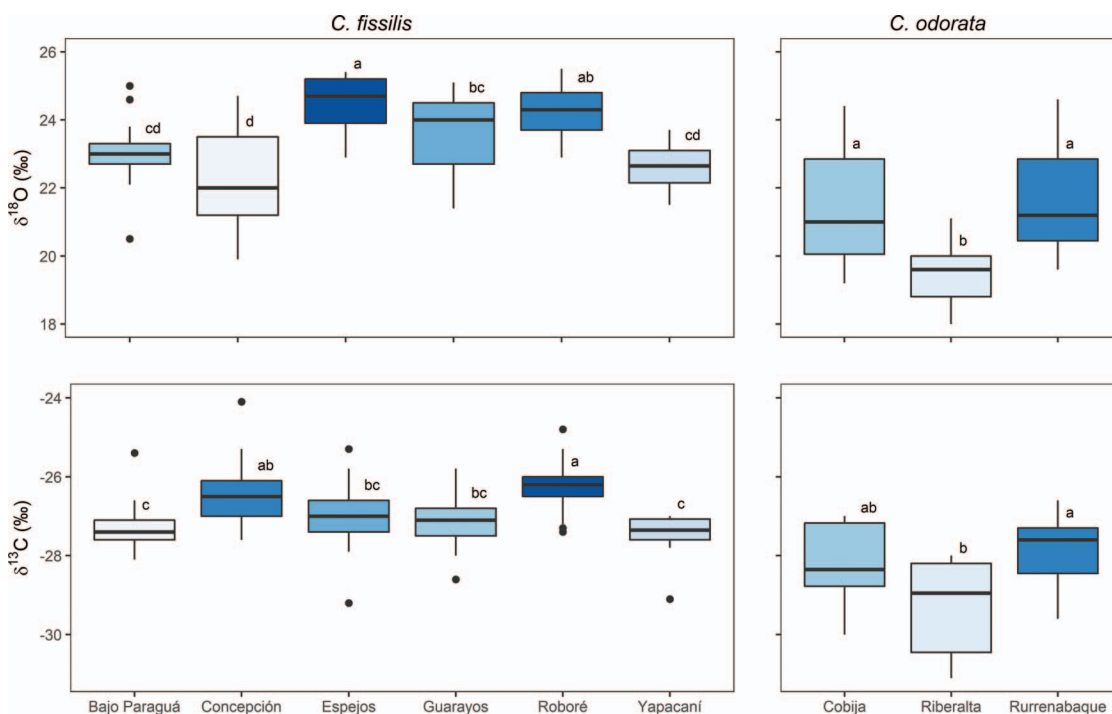 C. fissilis
C. odorata
δ18O (‰)
26
24
22
20
18
cd
d
a
bc
ab
cd
a
b
a
δ13C (‰)
-24
-26
-28
-30
c
ab
bc
bc
a
c
ab
b
a
Bajo Paraguá
Concepción
Espejos
Guarayos
Roboré
Yapacaní
Cobija
Riberalta
Rurrenabaque